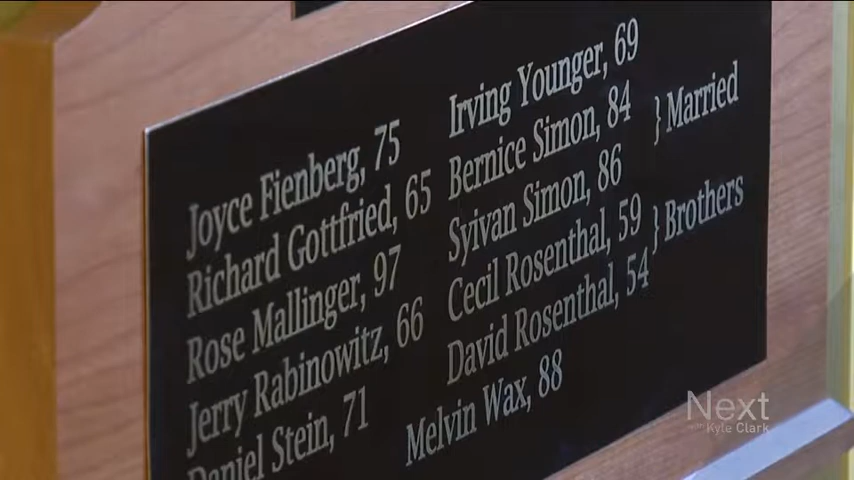 Joyce Fienberg, 75
Richard Gottfried, 65
Rose Mallinger, 97
Jerry Rabinowitz, 66
Daniel Stein, 71
Irving Younger, 69
Bernice Simon, 84
Syivan Simon, 86
} Married
Cecil Rosenthal, 59
David Rosenthal, 54
} Brothers
Melvin Wax, 88
Next
with Kyle Clark